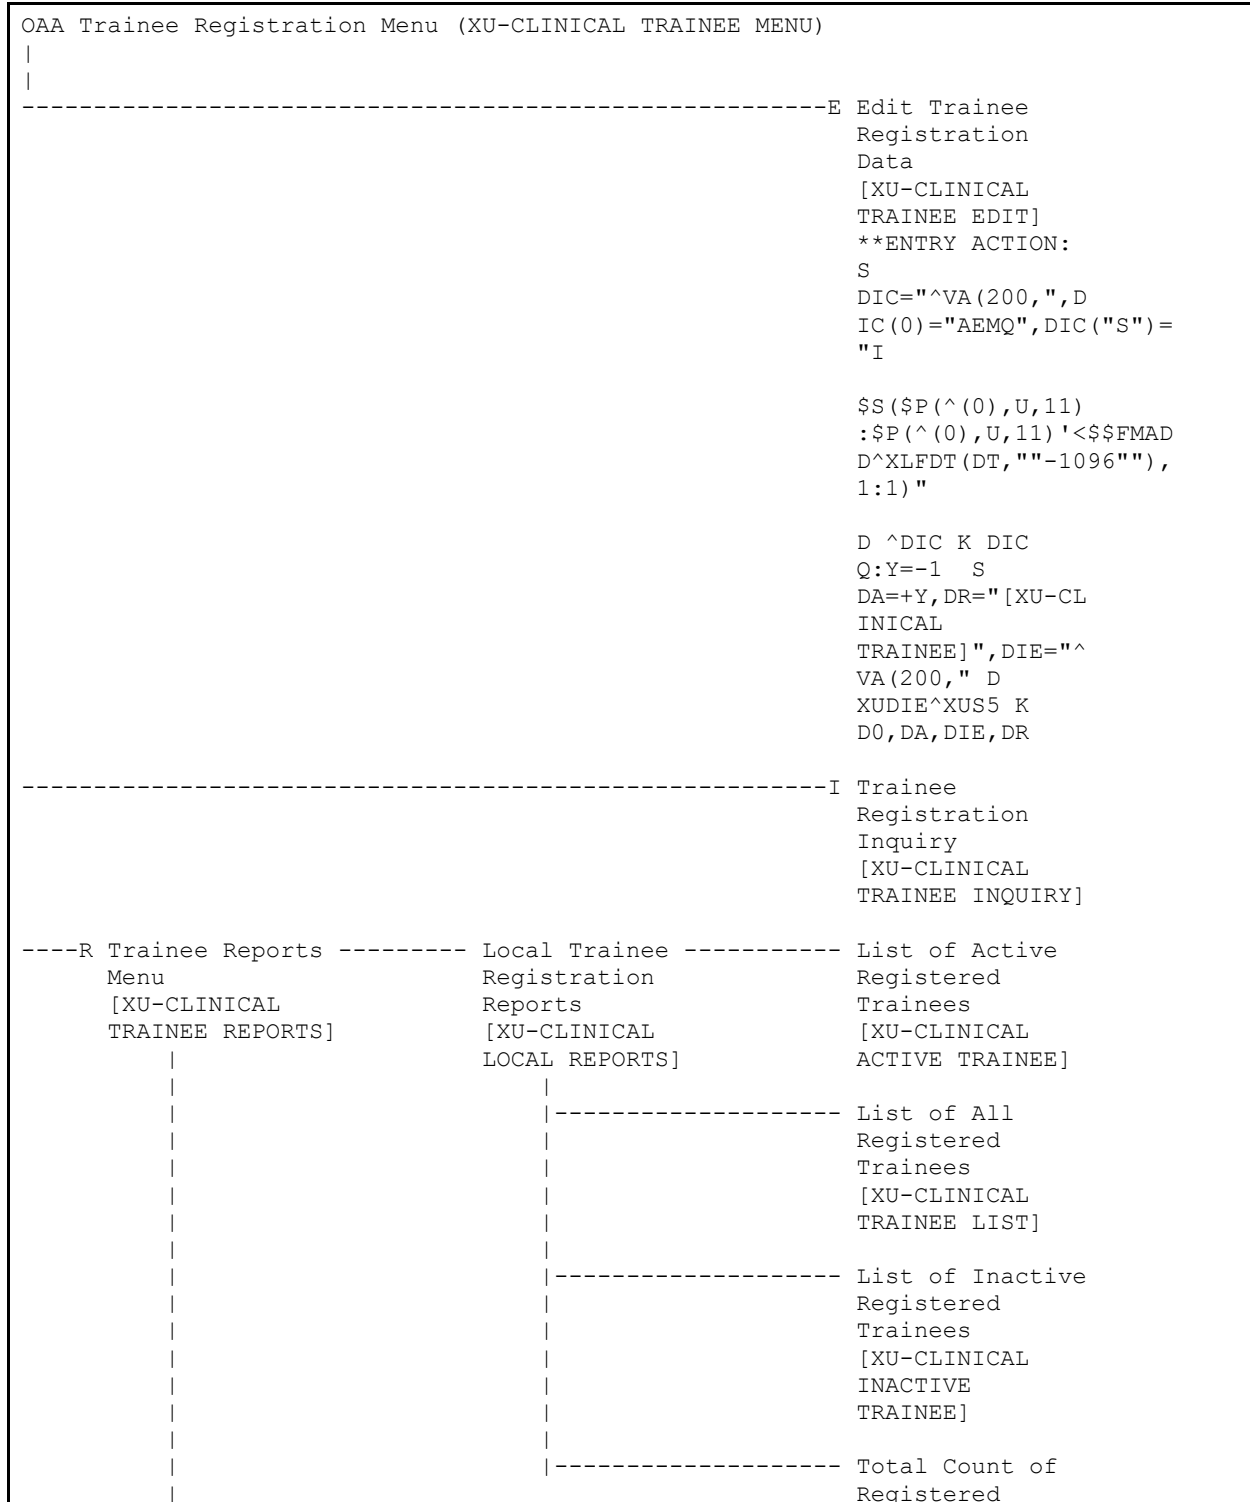 OAA Trainee Registration Menu (XU-CLINICAL TRAINEE MENU)
|
|
--------------------------------------------------------E Edit Trainee
                                                          Registration
                                                          Data
                                                          [XU-CLINICAL
                                                          TRAINEE EDIT]
                                                          **ENTRY ACTION:
                                                          S
                                                          DIC="^VA(200,",D
                                                          IC(0)="AEMQ",DIC("S")=
                                                          "I

                                                          $S($P(^(0),U,11)
                                                          :$P(^(0),U,11)'<$$FMAD
                                                          D^XLFDT(DT,""-1096""),
                                                          1:1)"

                                                          D ^DIC K DIC
                                                          Q:Y=-1  S
                                                          DA=+Y,DR="[XU-CL
                                                          INICAL
                                                          TRAINEE]",DIE="^
                                                          VA(200," D
                                                          XUDIE^XUS5 K
                                                          D0,DA,DIE,DR

--------------------------------------------------------I Trainee
                                                          Registration
                                                          Inquiry
                                                          [XU-CLINICAL
                                                          TRAINEE INQUIRY]

----R Trainee Reports --------- Local Trainee ----------- List of Active
      Menu                      Registration              Registered
      [XU-CLINICAL              Reports                   Trainees
      TRAINEE REPORTS]          [XU-CLINICAL              [XU-CLINICAL
          |                     LOCAL REPORTS]            ACTIVE TRAINEE]
          |                         |
          |                         |-------------------- List of All
          |                         |                     Registered
          |                         |                     Trainees
          |                         |                     [XU-CLINICAL
          |                         |                     TRAINEE LIST]
          |                         |
          |                         |-------------------- List of Inactive
          |                         |                     Registered
          |                         |                     Trainees
          |                         |                     [XU-CLINICAL
          |                         |                     INACTIVE
          |                         |                     TRAINEE]
          |                         |
          |                         |-------------------- Total Count of
          |                                               Registered